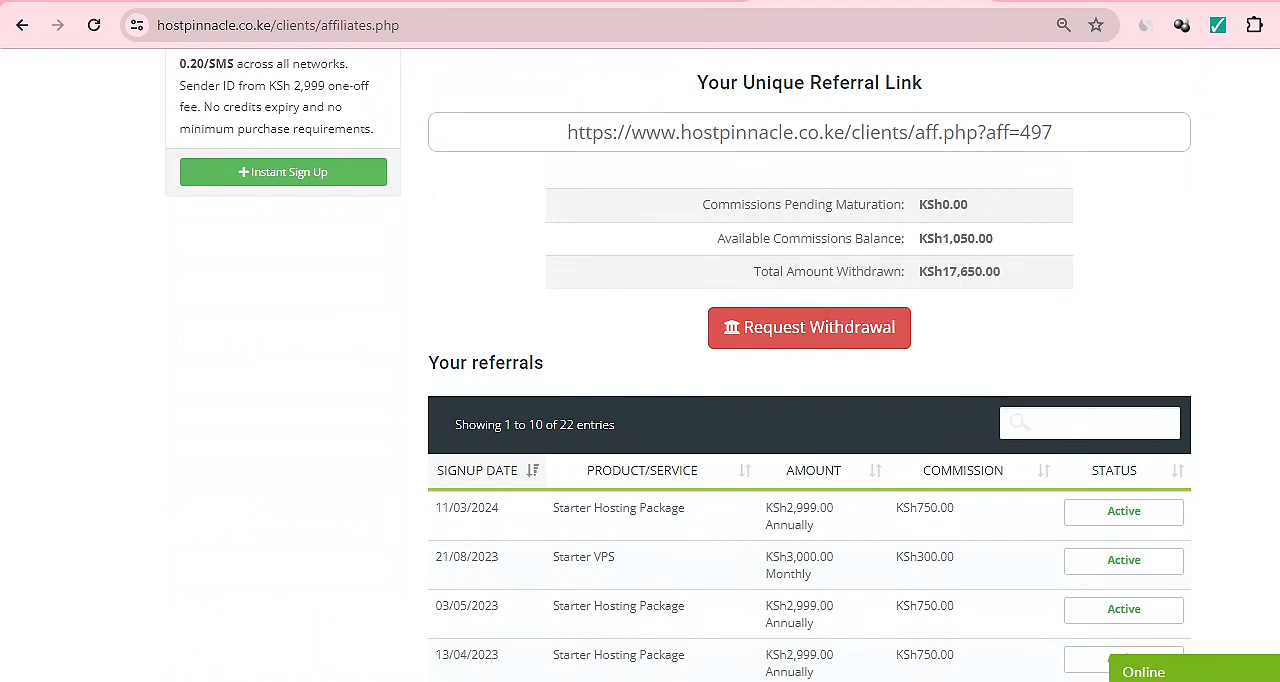 hostpinnacle.co.ke/clients/affiliates.php
0.20/SMS across all networks.
Sender ID from KSh 2,999 one-off
fee. No credits expiry and no
minimum purchase requirements.
Instant Sign Up
Your Unique Referral Link
https://www.hostpinnacle.co.ke/clients/aff.php?aff=497
Commissions Pending Maturation: KSh0.00
Available Commissions Balance: KSh1,050.00
Total Amount Withdrawn: KSh17,650.00
Request Withdrawal
Your referrals
Showing 1 to 10 of 22 entries
SIGNUP DATE PRODUCT/SERVICE AMOUNT COMMISSION STATUS
11/03/2024 Starter Hosting Package KSh2,999.00 KSh750.00 Active
Annually
21/08/2023 Starter VPS KSh3,000.00 KSh300.00 Active
Monthly
03/05/2023 Starter Hosting Package KSh2,999.00 KSh750.00 Active
Annually
13/04/2023 Starter Hosting Package KSh2,999.00 KSh750.00
Annually
Online